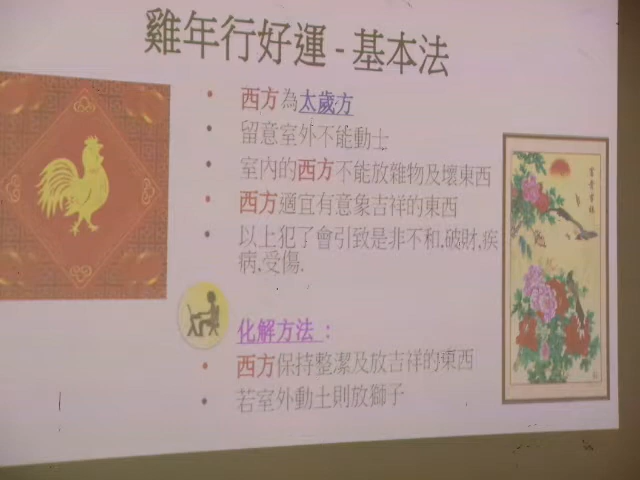 雞年行好運 - 基本法
西方為太歲方
留意室外不能動土
室內的西方不能放雜物及壞東西
西方適宜有意象吉祥的東西
以上犯了會引致是非不和.破財,疾
病,受傷.
化解方法 :
西方保持整潔及放吉祥的東西
若室外動土則放獅子